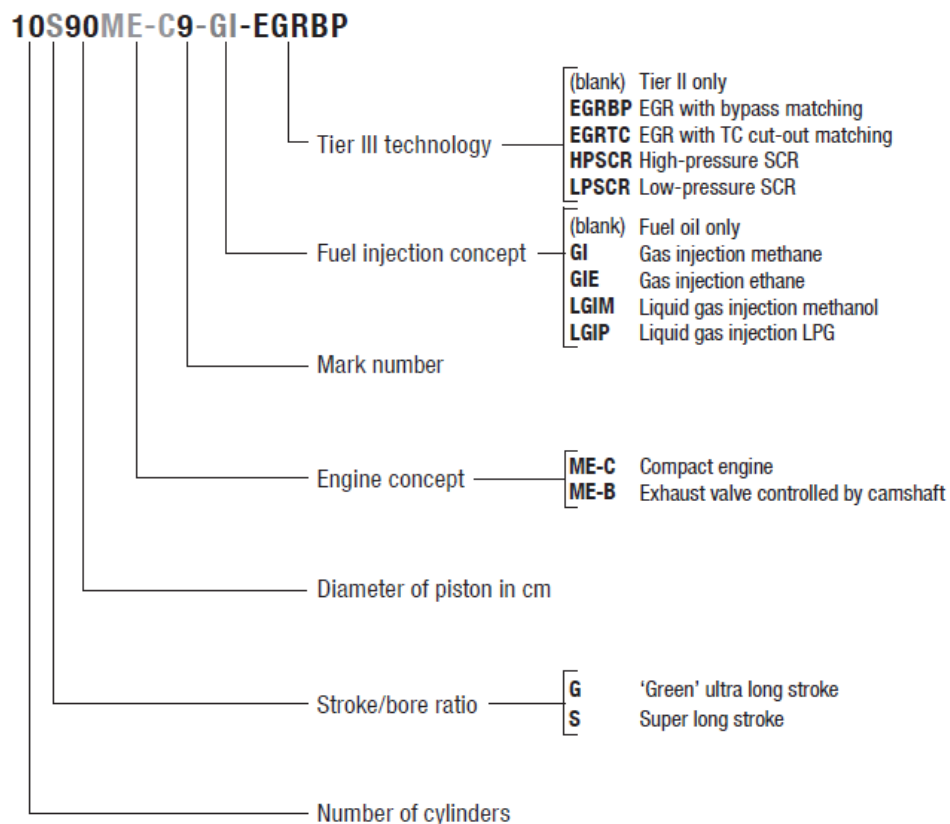 10S90ME-C9-GI-EGRBP
(blank) Tier II only
EGRBP EGR with bypass matching
Tier III technology
EGRTC EGR with TC cut-out matching
HPSCR High-pressure SCR
LPSCR Low-pressure SCR
(blank) Fuel oil only
Fuel injection concept
GI Gas injection methane
GIE Gas injection ethane
LGIM Liquid gas injection methanol
LGIP Liquid gas injection LPG
Mark number
Engine concept
ME-C Compact engine
ME-B Exhaust valve controlled by camshaft
Diameter of piston in cm
Stroke/bore ratio
G ‘Green’ ultra long stroke
S Super long stroke
Number of cylinders